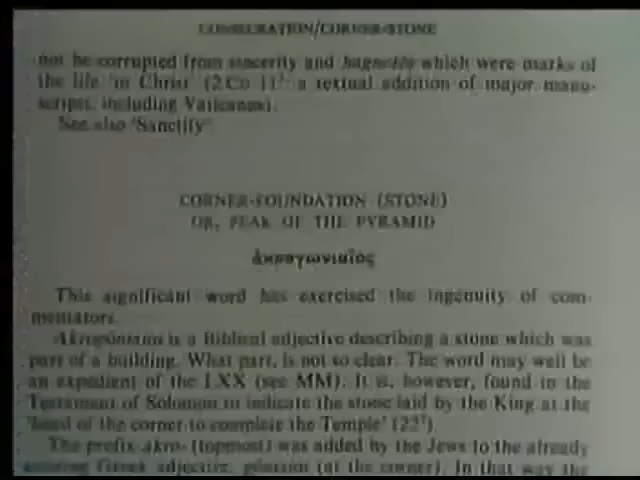 CONSECRATION/CORNER-STONE
not be corrupted from sincerity and hagnotēs which were marks of
the life 'in Christ' (2 Co 11³ a textual addition of major manu-
scripts, including Vaticanus).
See also 'Sanctify'
CORNER-FOUNDATION (STONE)
OR, PEAK OF THE PYRAMID
ἀκρογωνιαῖος
This significant word has exercised the ingenuity of com-
mentators.
is a Biblical adjective describing a stone which was
part of a building. What part, is not so clear. The word may well be
an expedient of the LXX (see MM). It is, however, found in the
Testament of Solomon to indicate the stone laid by the King at the
'head of the corner to complete the Temple' (22⁷).
The prefix akro- (topmost) was added by the Jews to the already
existing Greek adjective, (at the corner). In that way the